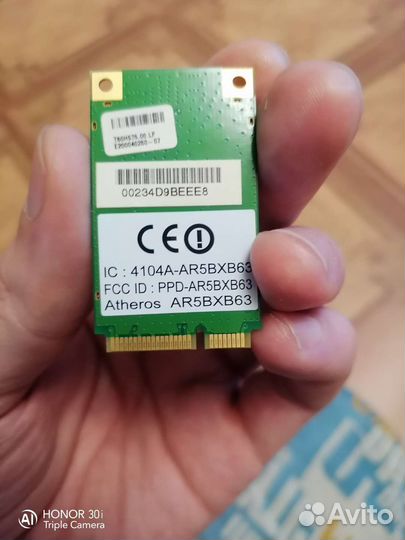 T60H976.00 LF
E200040260-07
00234D9BEEE8
CE
IC : 4104A-AR5BXB63
FCC ID : PPD-AR5BXB63
Atheros AR5BXB63
AI HONOR 30i
Triple Camera
Avito